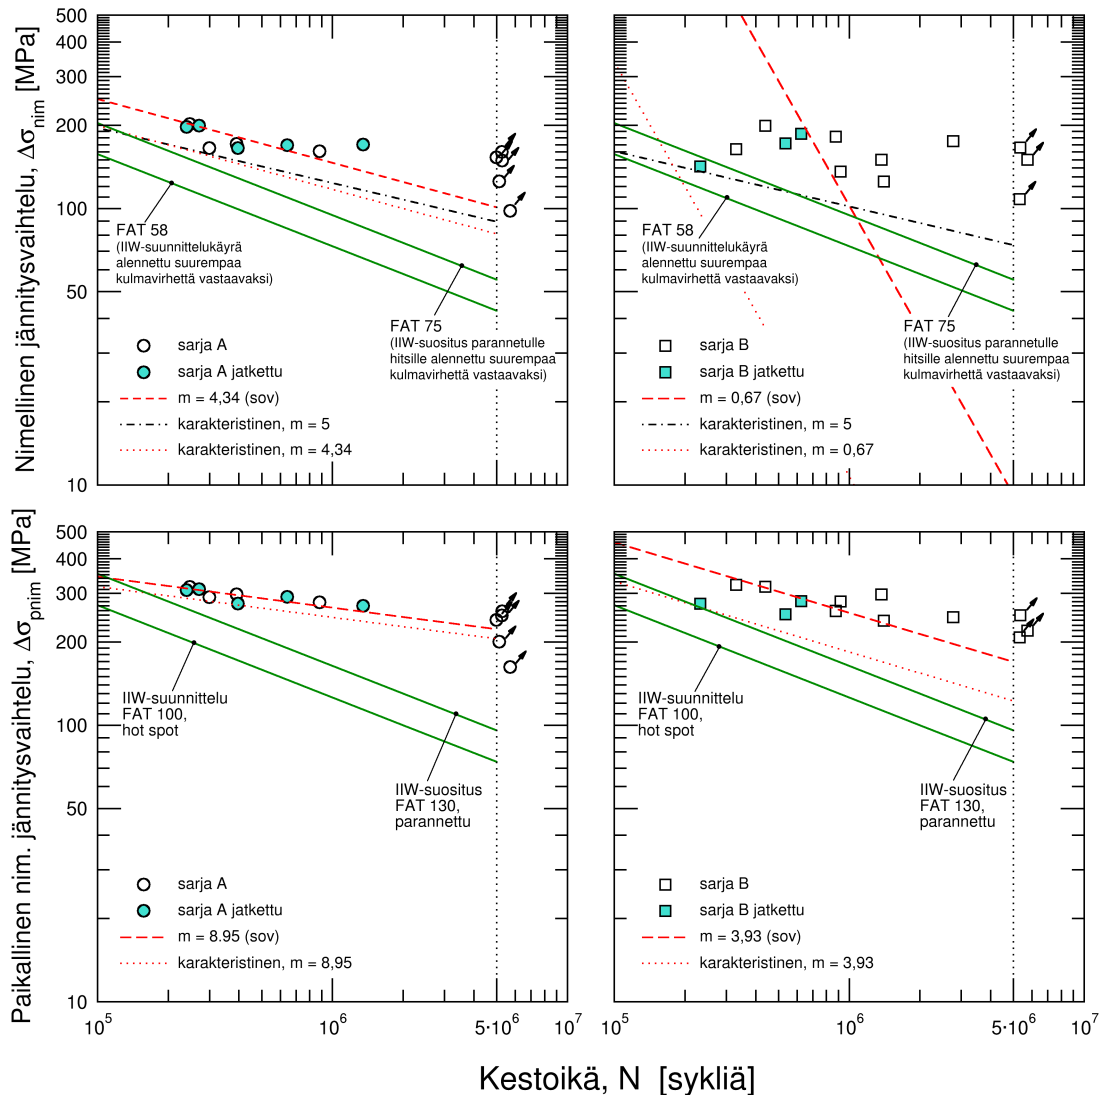 Nimellinen jännitysvaihtelu, Δσnim [MPa]
500
400
300
200
100
50
10
FAT 58
(IIW-suunnittelukäyrä
alennettu suurempaa
kulmavirhettä vastaavaksi)
FAT 75
(IIW-suositus parannetulle
hitsille alennettu suurempaa
kulmavirhettä vastaavaksi)
sarja A
sarja A jatkettu
m = 4,34 (sov)
karakteristinen, m = 5
karakteristinen, m = 4,34
FAT 58
(IIW-suunnittelukäyrä
alennettu suurempaa
kulmavirhettä vastaavaksi)
FAT 75
(IIW-suositus parannetulle
hitsille alennettu suurempaa
kulmavirhettä vastaavaksi)
sarja B
sarja B jatkettu
m = 0,67 (sov)
karakteristinen, m = 5
karakteristinen, m = 0,67
Paikallinen nim. jännitysvaihtelu, Δσpnim [MPa]
500
400
300
200
100
50
10
IIW-suunnittelu
FAT 100,
hot spot
IIW-suositus
FAT 130,
parannettu
sarja A
sarja A jatkettu
m = 8.95 (sov)
karakteristinen, m = 8,95
10^5
10^6
5·10^6
10^7
IIW-suunnittelu
FAT 100,
hot spot
IIW-suositus
FAT 130,
parannettu
sarja B
sarja B jatkettu
m = 3,93 (sov)
karakteristinen, m = 3,93
10^5
10^6
5·10^6
10^7
Kestoikä, N [sykliä]